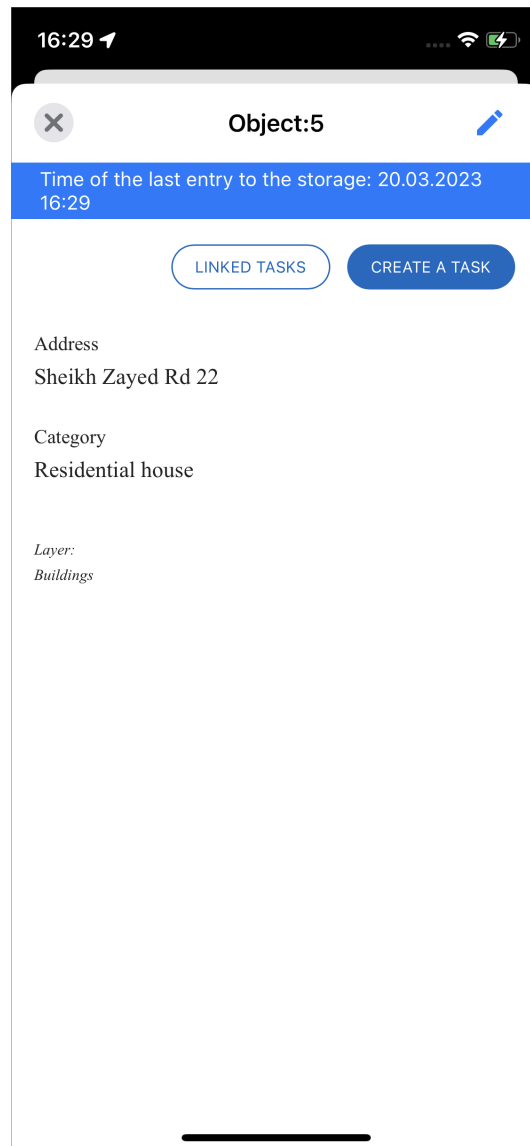 16:29
Object:5
Time of the last entry to the storage: 20.03.2023
16:29
LINKED TASKS
CREATE A TASK
Address
Sheikh Zayed Rd 22
Category
Residential house
Layer:
Buildings